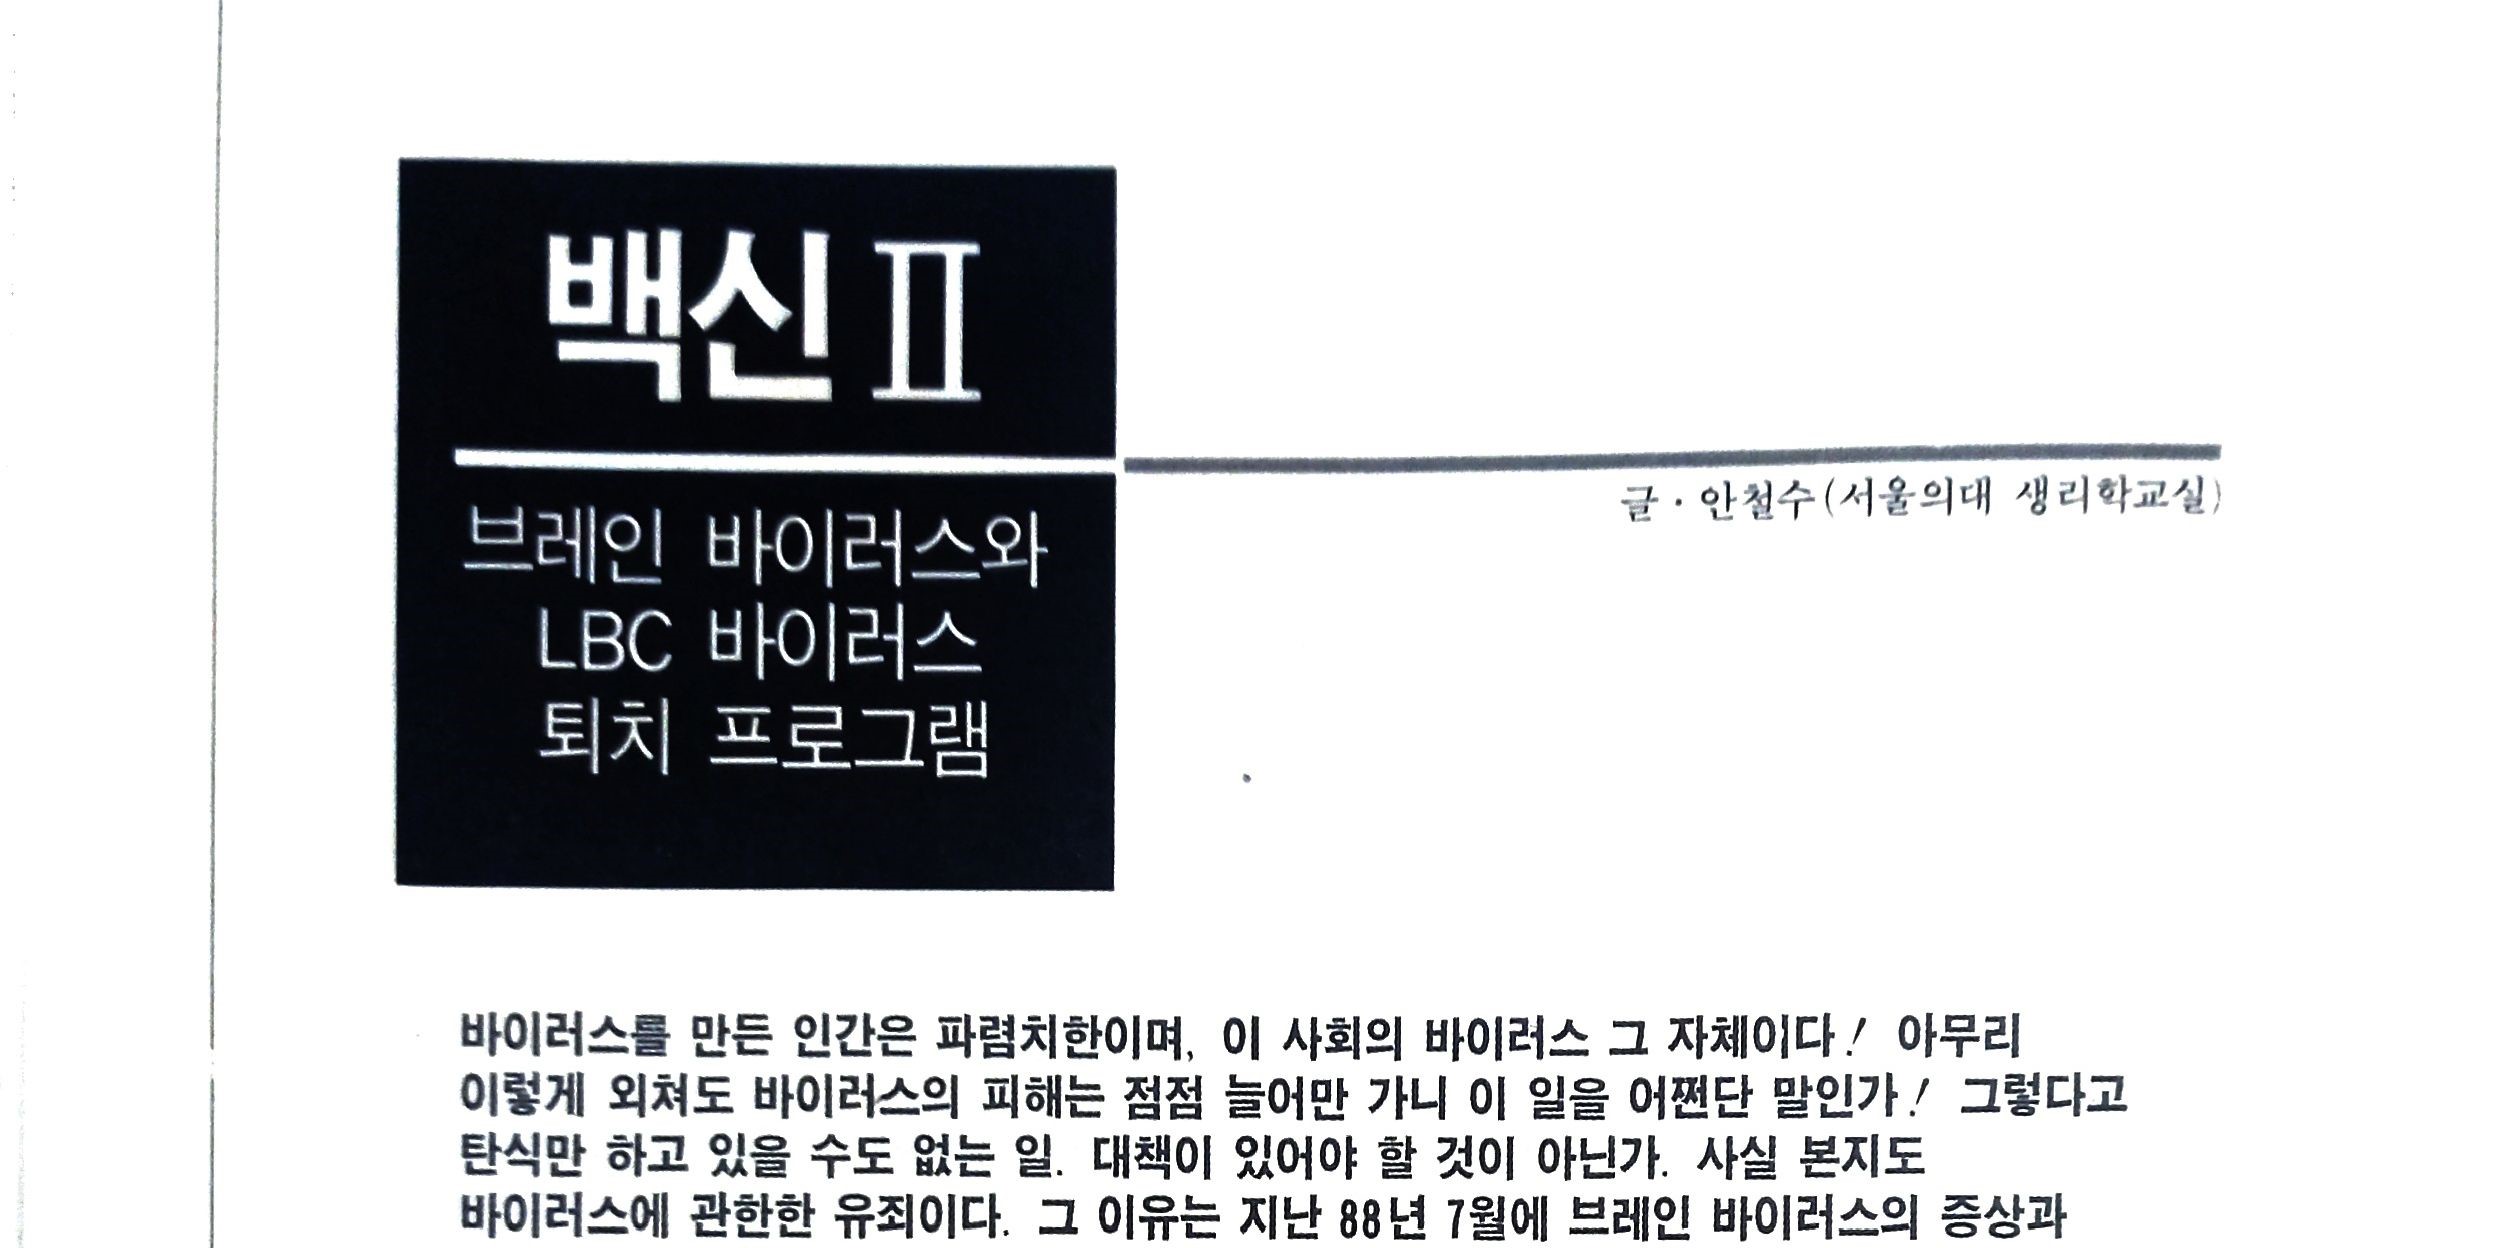 백신 Ⅱ
브레인 바이러스와
LBC 바이러스
퇴치 프로그램
글·안철수(서울의대 생리학교실)
바이러스를 만든 인간은 파렴치한이며, 이 사회의 바이러스 그 자체이다! 아무리
이렇게 외쳐도 바이러스의 피해는 점점 늘어만 가니 이 일을 어쩐단 말인가! 그렇다고
탄식만 하고 있을 수도 없는 일. 대책이 있어야 할 것이 아닌가. 사실 본지도
바이러스에 관한한 유죄이다. 그 이유는 지난 88년 7월에 브레인 바이러스의 증상과